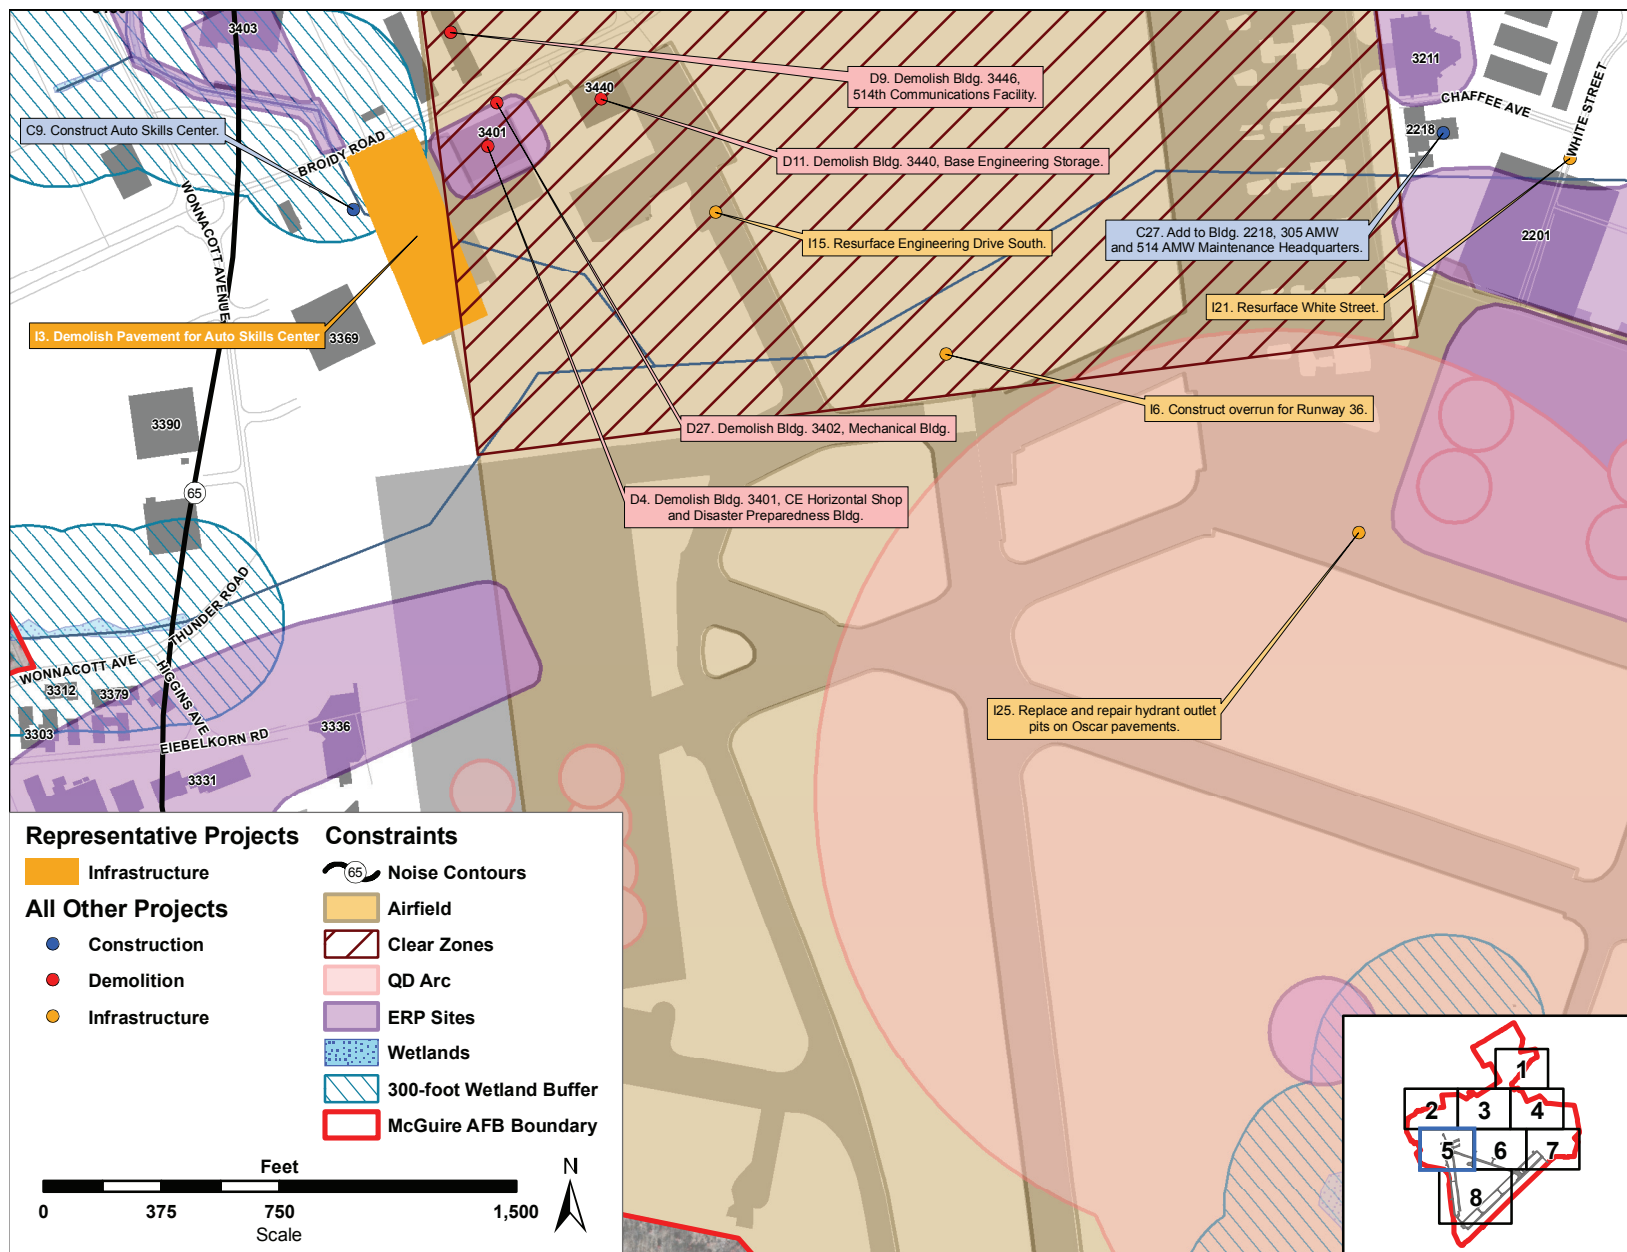 3403
D9. Demolish Bldg. 3446,
514th Communications Facility.
3211
CHAFFEE AVE
WHITE STREET
3440
C9. Construct Auto Skills Center.
BROIDY ROAD
3401
2218
D11. Demolish Bldg. 3440, Base Engineering Storage.
WONNACOTT AVENUE
I15. Resurface Engineering Drive South.
C27. Add to Bldg. 2218, 305 AMW
and 514 AMW Maintenance Headquarters.
2201
I21. Resurface White Street.
I3. Demolish Pavement for Auto Skills Center
3369
I6. Construct overrun for Runway 36.
3390
D27. Demolish Bldg. 3402, Mechanical Bldg.
65
D4. Demolish Bldg. 3401, CE Horizontal Shop
and Disaster Preparedness Bldg.
THUNDER ROAD
WONNACOTT AVE
HIGGINS AVE
3312
3379
3303
EIEBELKORN RD
3336
3331
I25. Replace and repair hydrant outlet
pits on Oscar pavements.
Representative Projects
Infrastructure
All Other Projects
Construction
Demolition
Infrastructure
Constraints
65
Noise Contours
Airfield
Clear Zones
QD Arc
ERP Sites
Wetlands
300-foot Wetland Buffer
McGuire AFB Boundary
Feet
0 375 750 1,500
Scale
N
1
2 3 4
5 6 7
8